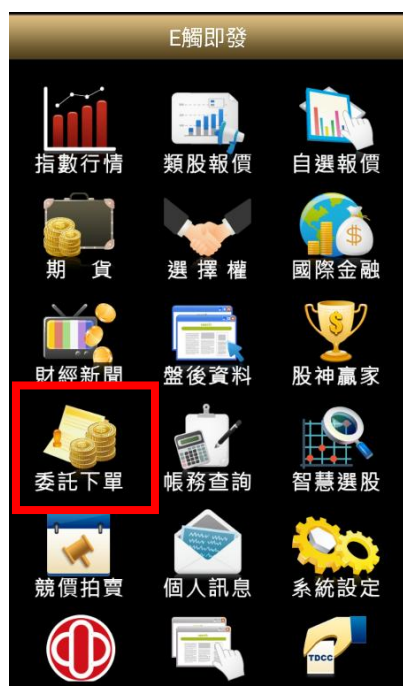 E觸即發
指數行情 類股報價 自選報價
期 貨 選 擇 權 國際金融
財經新聞 盤後資料 股神贏家
委託下單 帳務查詢 智慧選股
競價拍賣 個人訊息 系統設定
TDCC